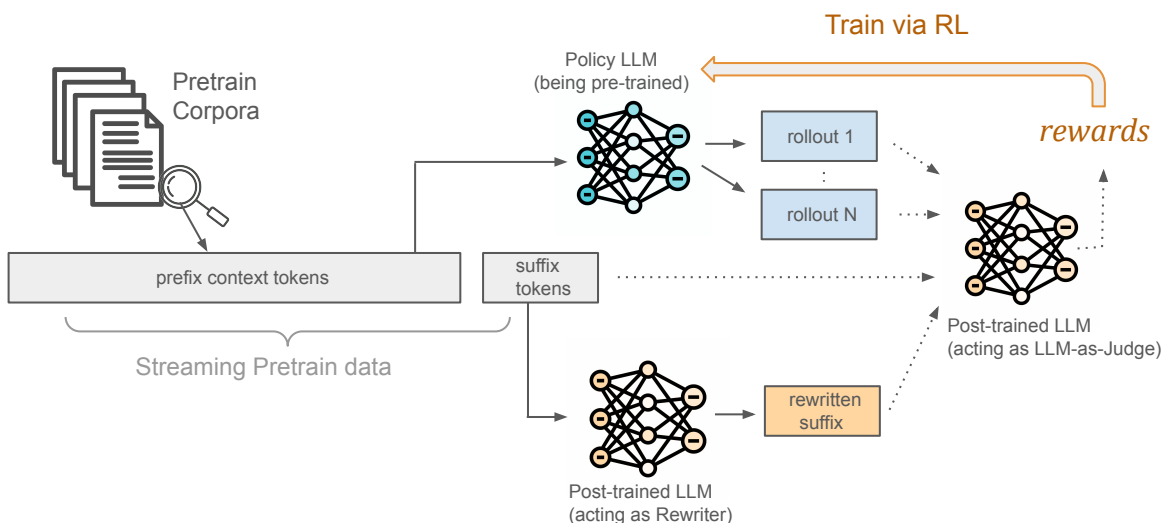 Train via RL
Pretrain
Corpora
Policy LLM
(being pre-trained)
rewards
rollout 1
:
rollout N
prefix context tokens
suffix
tokens
Streaming Pretrain data
Post-trained LLM
(acting as LLM-as-Judge)
rewritten
suffix
Post-trained LLM
(acting as Rewriter)